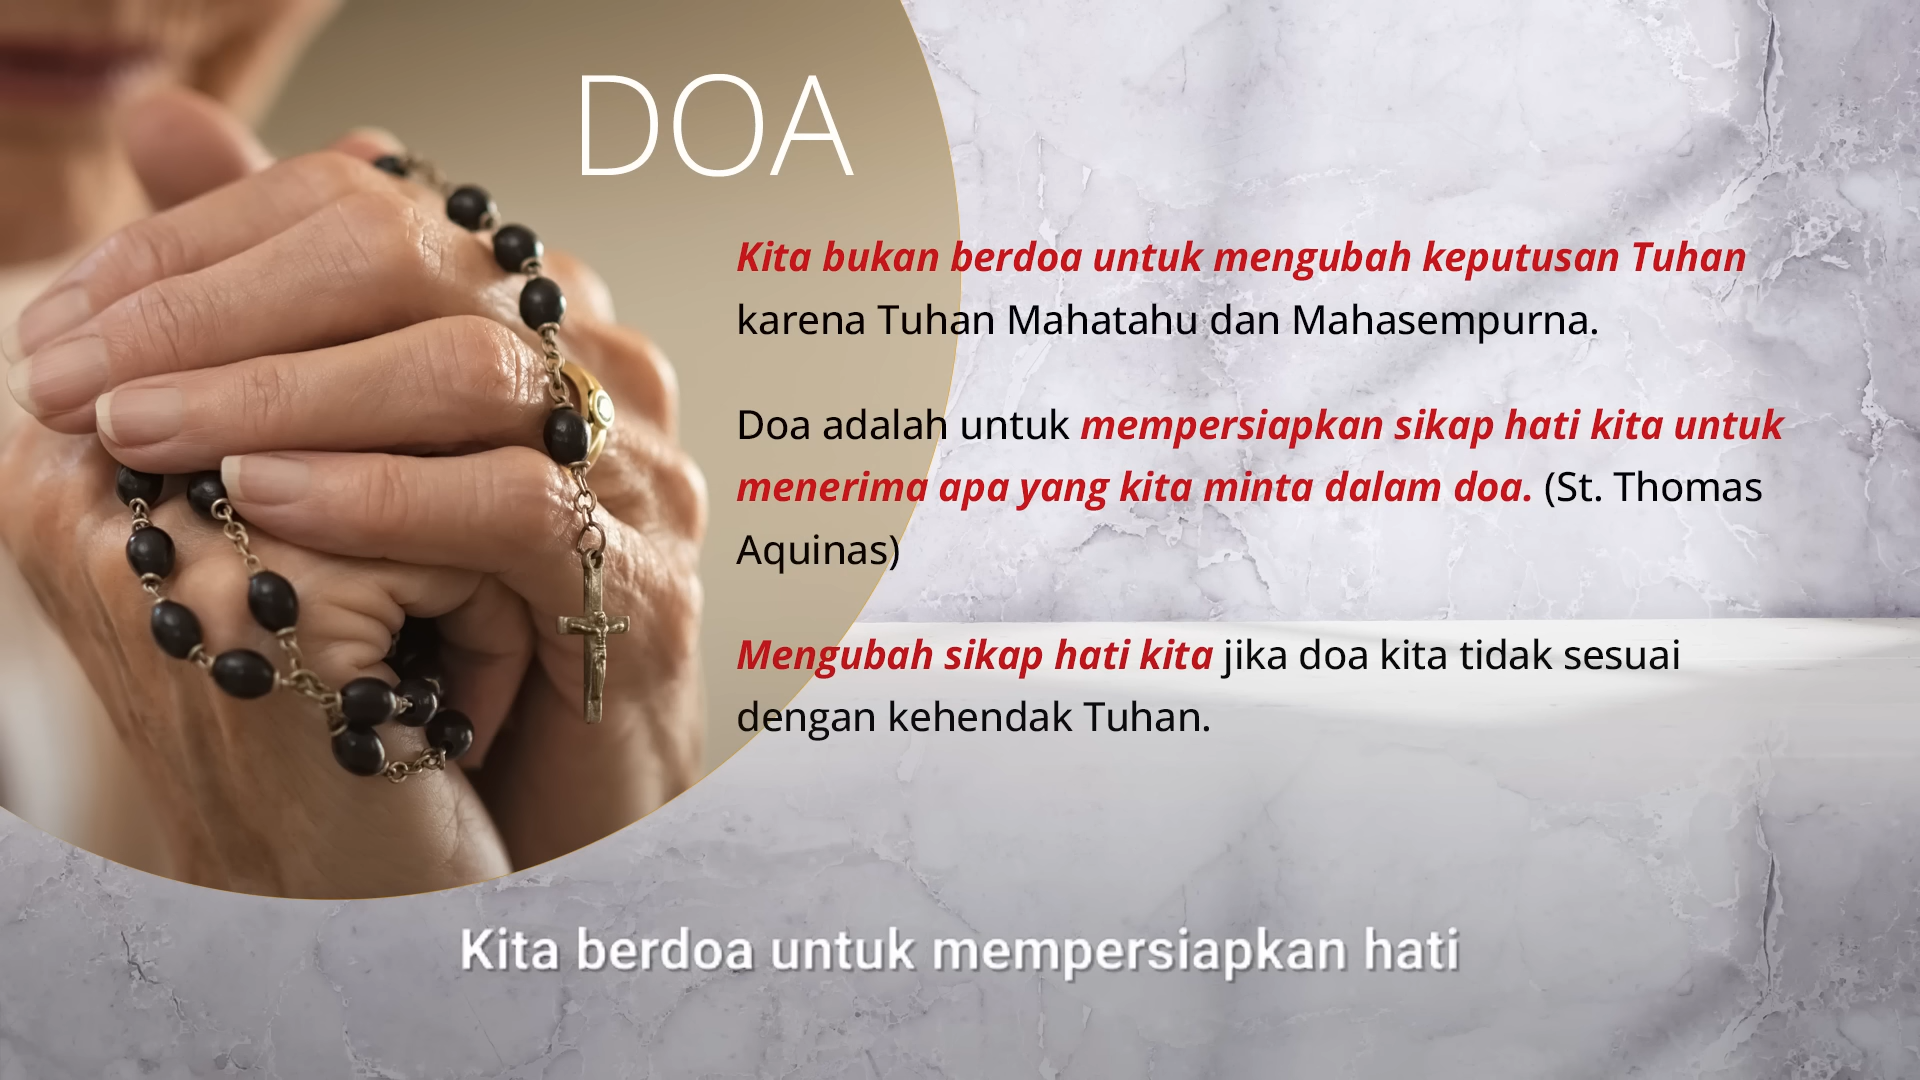 DOA
Kita bukan berdoa untuk mengubah keputusan Tuhan
karena Tuhan Mahatahu dan Mahasempurna.
Doa adalah untuk mempersiapkan sikap hati kita untuk
menerima apa yang kita minta dalam doa. (St. Thomas
Aquinas)
Mengubah sikap hati kita jika doa kita tidak sesuai
dengan kehendak Tuhan.
Kita berdoa untuk mempersiapkan hati